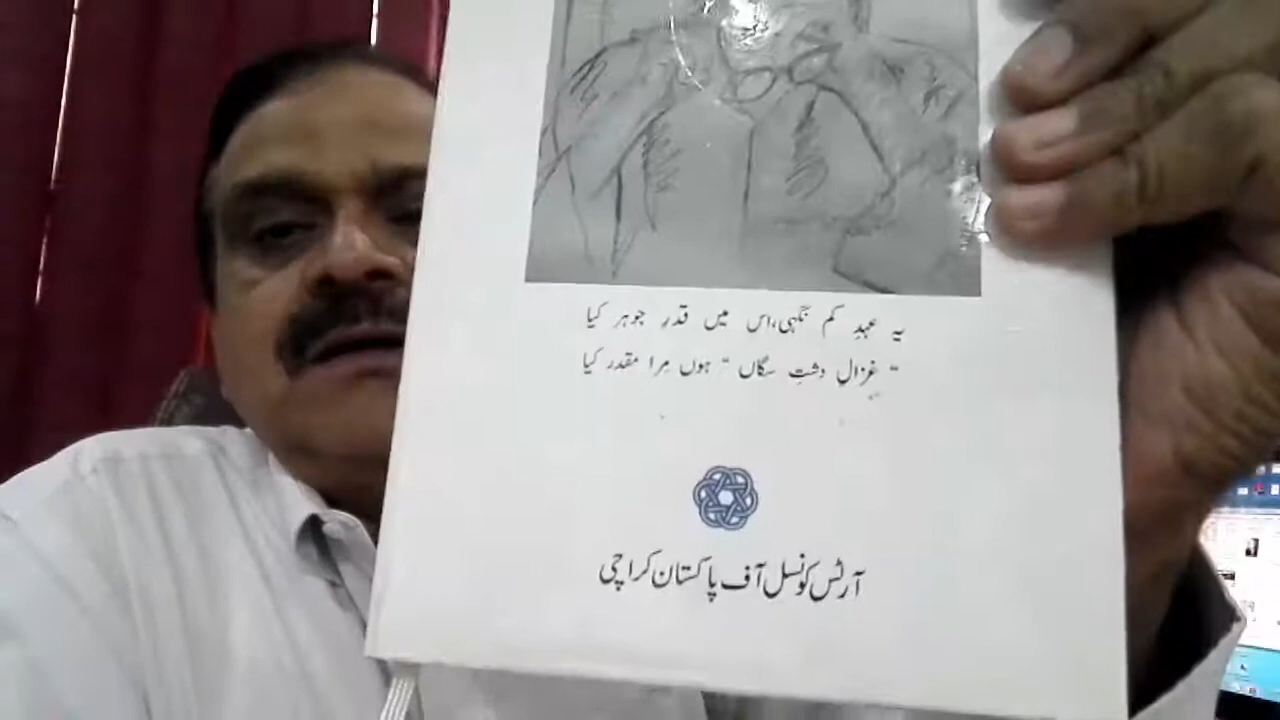 یہ عہدِ کم نگہی، اس میں قدرِ جوہر کیا
" غزالِ دشتِ سگاں " ہوں مرا مقدر کیا
آرٹس کونسل آف پاکستان کراچی